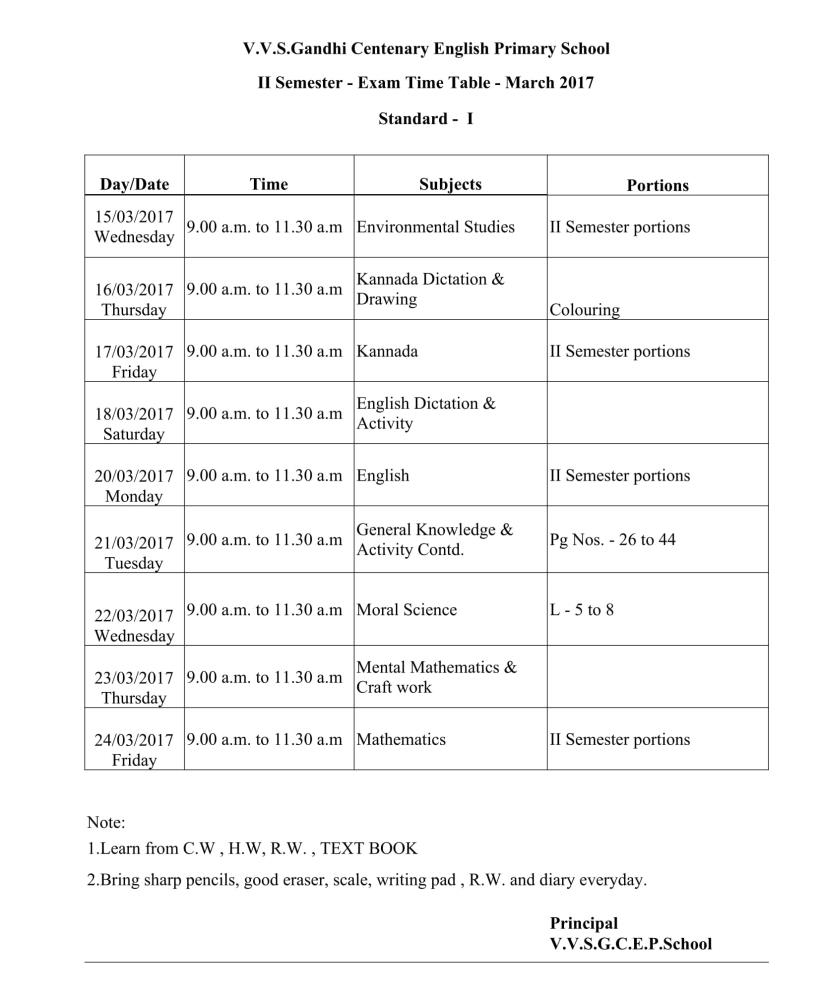 V.V.S.Gandhi Centenary English Primary School
II Semester - Exam Time Table - March 2017
Standard - I
Day/Date Time Subjects Portions
15/03/2017
Wednesday
9.00 a.m. to 11.30 a.m Environmental Studies II Semester portions
16/03/2017
Thursday
9.00 a.m. to 11.30 a.m
Kannada Dictation &
Drawing
Colouring
17/03/2017
Friday
9.00 a.m. to 11.30 a.m Kannada II Semester portions
18/03/2017
Saturday
9.00 a.m. to 11.30 a.m
English Dictation &
Activity
20/03/2017
Monday
9.00 a.m. to 11.30 a.m English II Semester portions
21/03/2017
Tuesday
9.00 a.m. to 11.30 a.m
General Knowledge &
Activity Contd.
Pg Nos. - 26 to 44
22/03/2017
Wednesday
9.00 a.m. to 11.30 a.m Moral Science L - 5 to 8
23/03/2017
Thursday
9.00 a.m. to 11.30 a.m
Mental Mathematics &
Craft work
24/03/2017
Friday
9.00 a.m. to 11.30 a.m Mathematics II Semester portions
Note:
1.Learn from C.W , H.W, R.W. , TEXT BOOK
2.Bring sharp pencils, good eraser, scale, writing pad , R.W. and diary everyday.
Principal
V.V.S.G.C.E.P.School